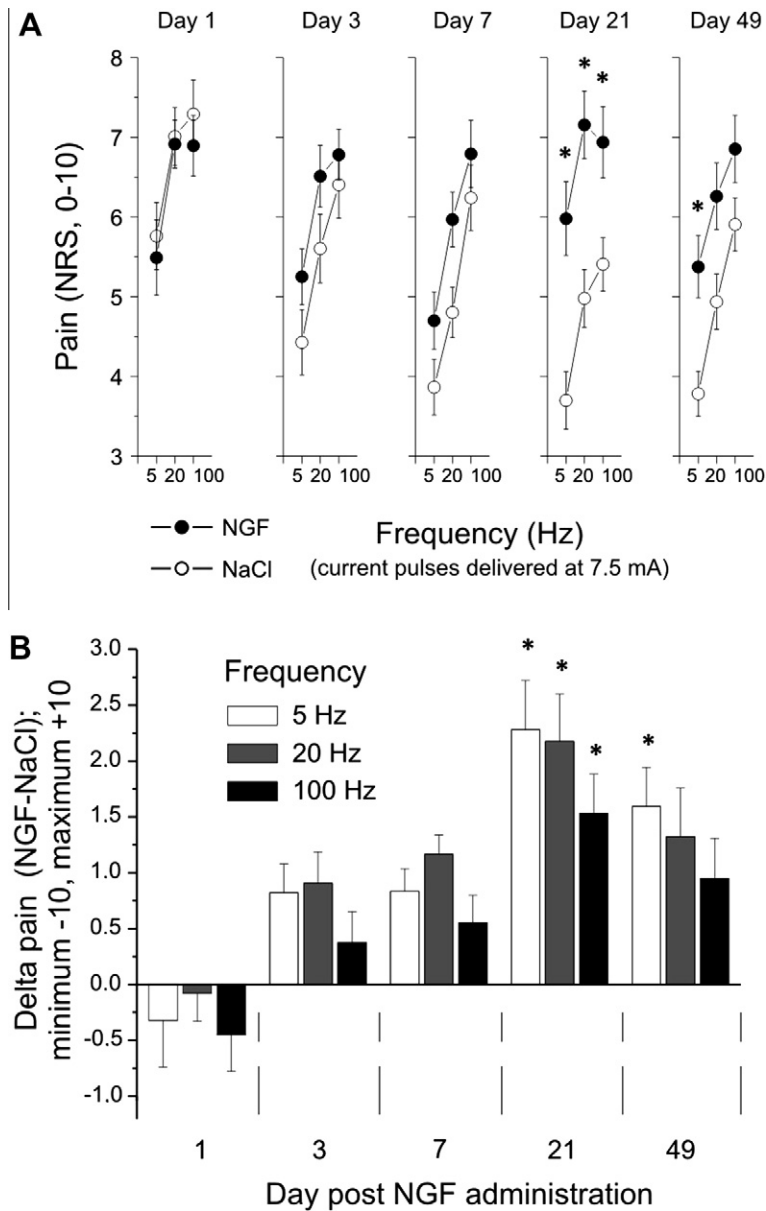 A
Day 1 Day 3 Day 7 Day 21 Day 49
Pain (NRS, 0-10)
8
7
6
5
4
3
* * *
*
5 20 100 5 20 100 5 20 100 5 20 100 5 20 100
NGF
NaCl
Frequency (Hz)
(current pulses delivered at 7.5 mA)
B
Delta pain (NGF-NaCl);
minimum -10, maximum +10
3.0
2.5
2.0
1.5
1.0
0.5
0.0
-0.5
-1.0
Frequency
5 Hz
20 Hz
100 Hz
* * * *
1 3 7 21 49
Day post NGF administration